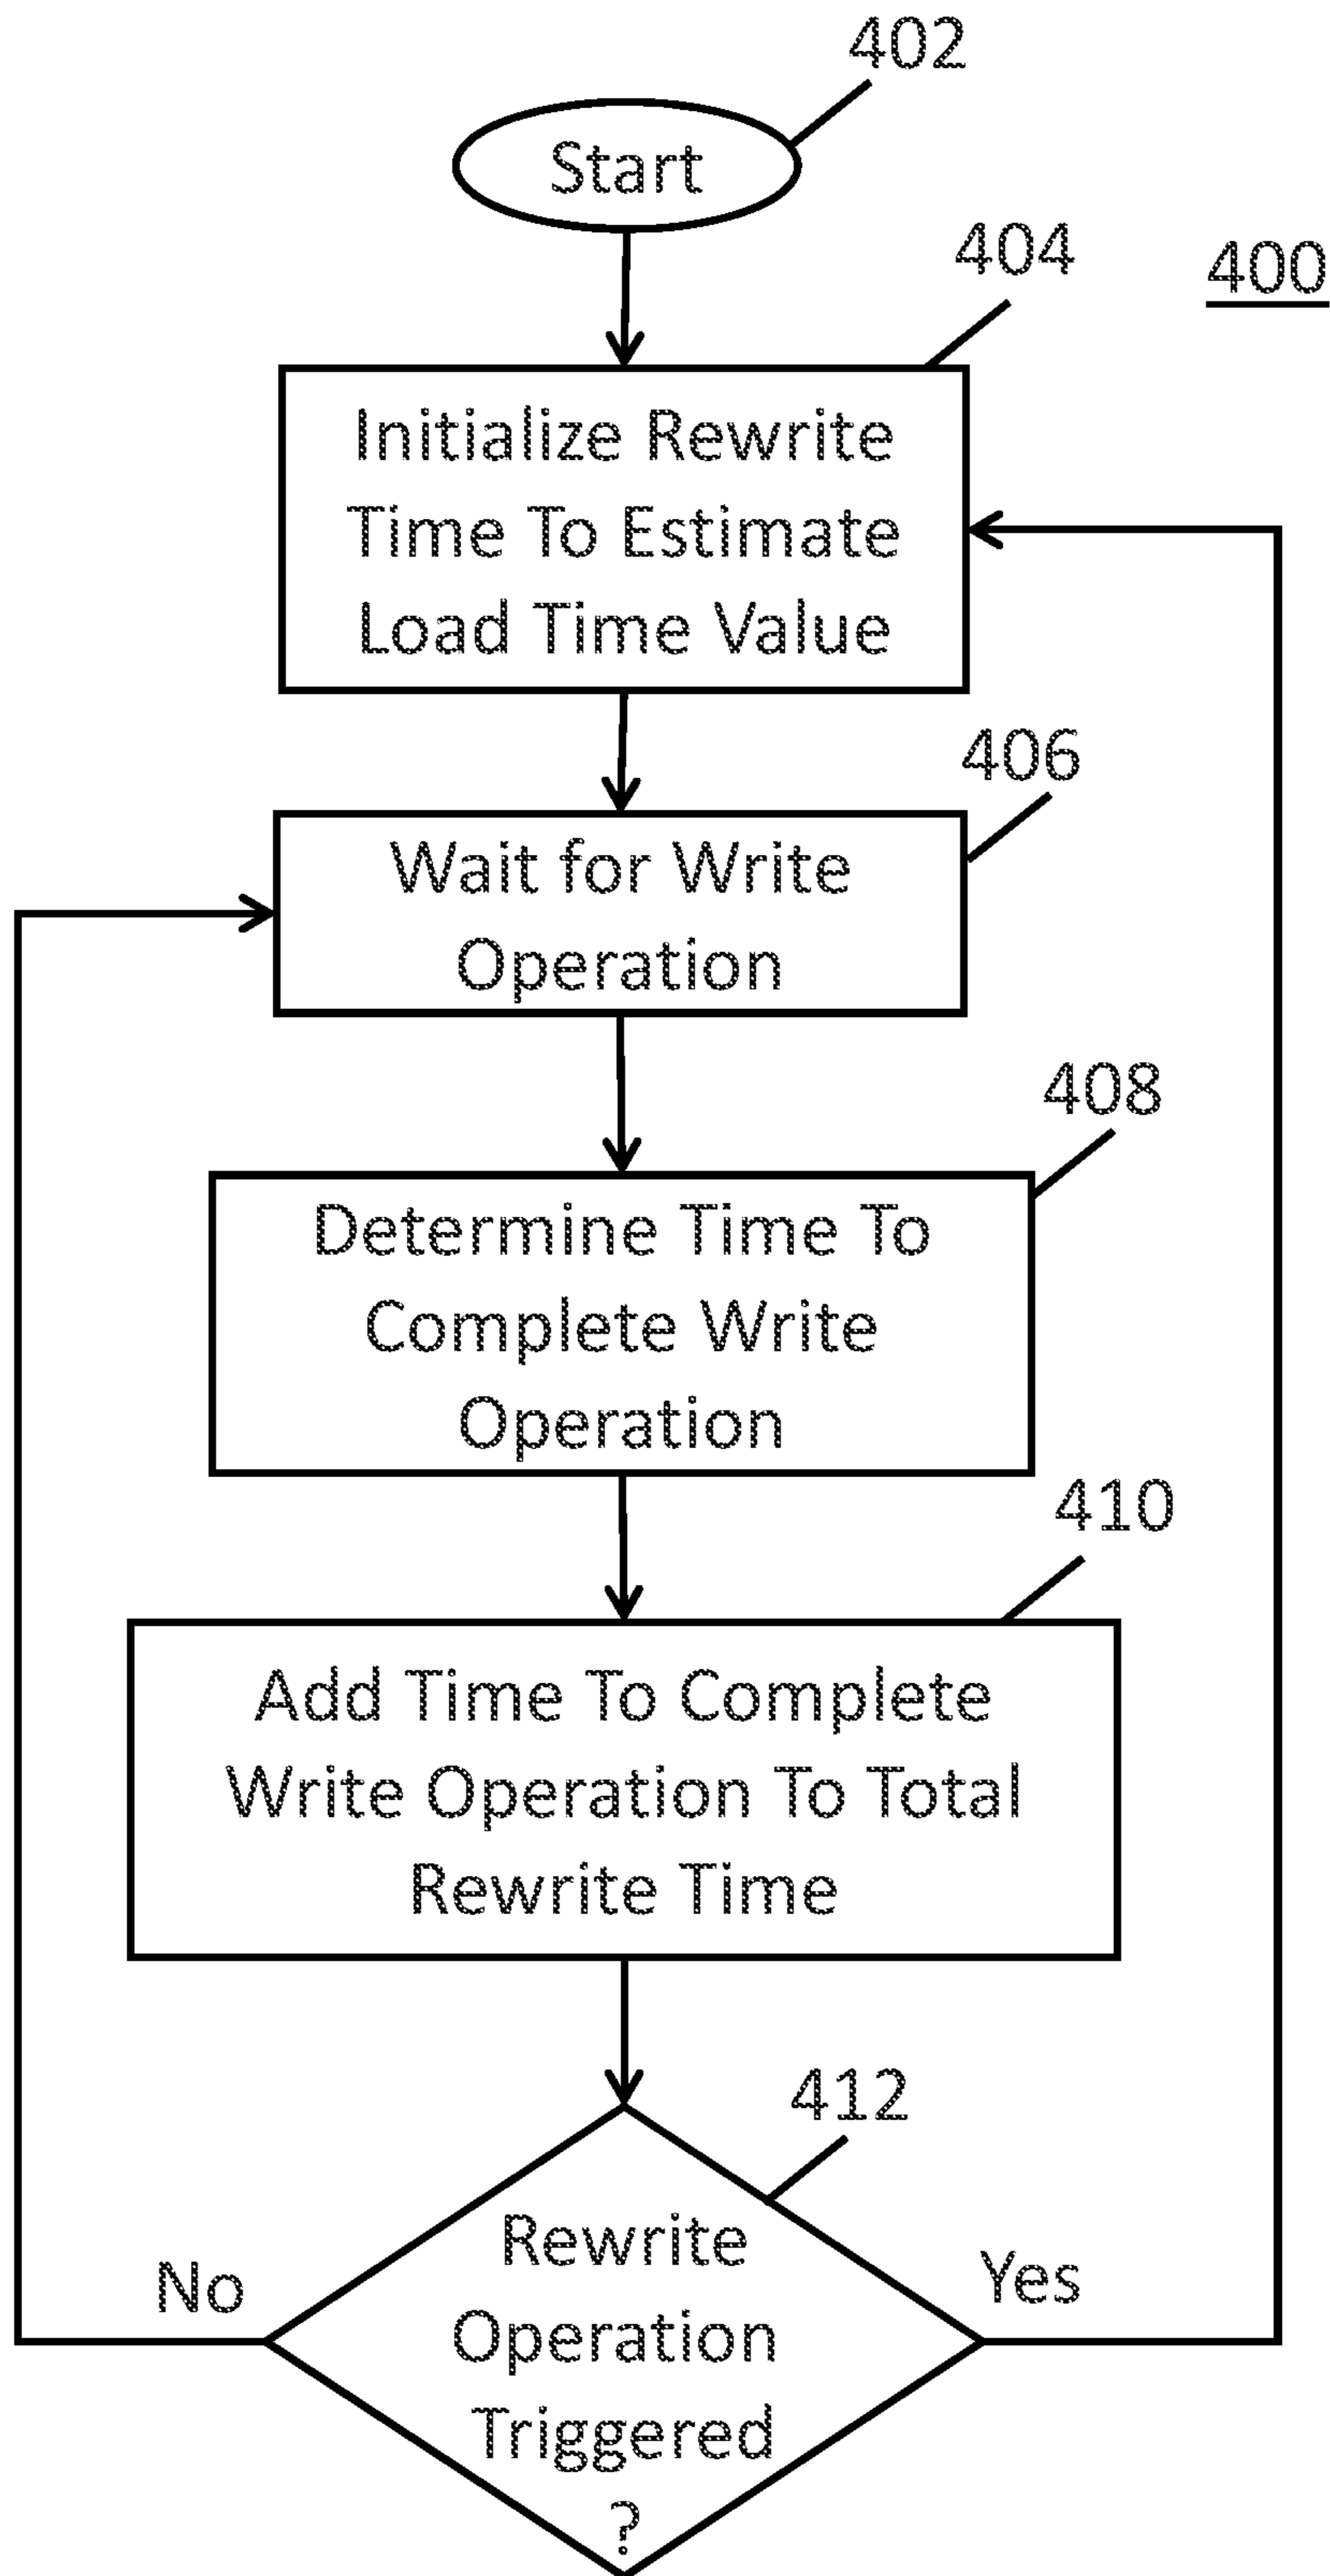 402
Start
404
400
Initialize Rewrite
Time To Estimate
Load Time Value
406
Wait for Write
Operation
408
Determine Time To
Complete Write
Operation
410
Add Time To Complete
Write Operation To Total
Rewrite Time
412
No
Rewrite
Operation
Triggered
?
Yes